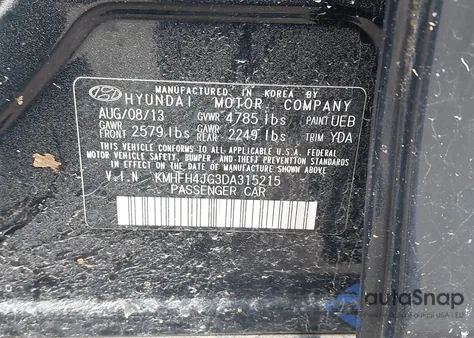 MANUFACTURED IN KOREA BY
HYUNDAI MOTOR COMPANY
AUG/08/13 GVWR 4785 lbs PAINT UEB
GAWR FRONT 2579 lbs GAWR REAR 2249 lbs TRIM YDA
THIS VEHICLE CONFORMS TO ALL APPLICABLE U.S. FEDERAL
MOTOR VEHICLE SAFETY, BUMPER, AND THEFT PREVENTION
STANDARDS IN EFFECT ON THE DATE OF MANUFACTURE SHOWN ABOVE.
V.I.N. KMHFH4JG3DA315215
PASSENGER CAR
autoSnap